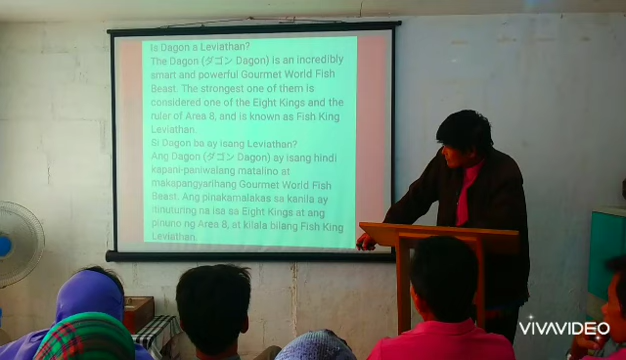 Is Dagon a Leviathan?
The Dagon (ダゴン Dagon) is an incredibly
smart and powerful Gourmet World Fish
Beast. The strongest one of them is
considered one of the Eight Kings and the
ruler of Area 8, and is known as Fish King
Leviathan.
Si Dagon ba ay isang Leviathan?
Ang Dagon (ダゴン Dagon) ay isang hindi
kapani-paniwalang matalino at
makapangyarihang Gourmet World Fish
Beast. Ang pinakamalakas sa kanila ay
itinuturing na isa sa Eight Kings at ang
pinuno ng Area 8, at kilala bilang Fish King
Leviathan.
VIVAVIDEO